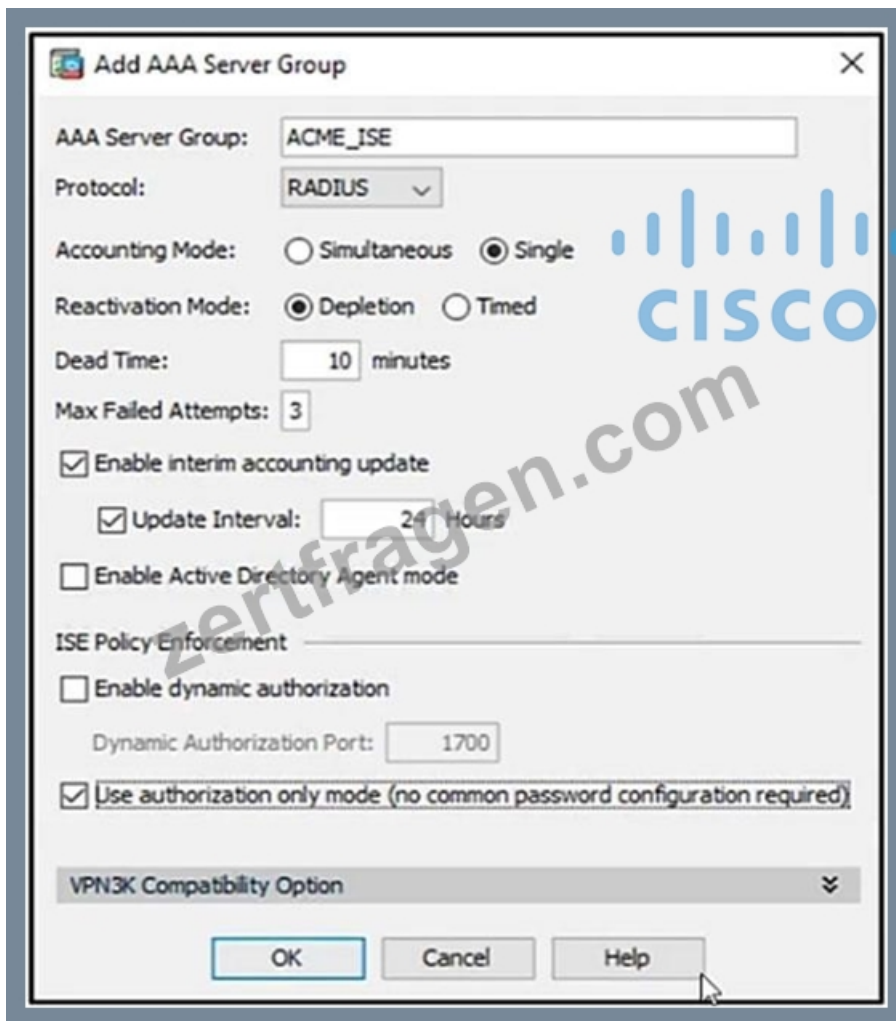 Add AAA Server Group
AAA Server Group: ACME_ISE
Protocol: RADIUS
Accounting Mode: Simultaneous Single
Reactivation Mode: Depletion Timed
Dead Time: 10 minutes
Max Failed Attempts: 3
Enable interim accounting update
Update Interval: 24 Hours
Enable Active Directory Agent mode
ISE Policy Enforcement
Enable dynamic authorization
Dynamic Authorization Port: 1700
Use authorization only mode (no common password configuration required)
VPN3K Compatibility Option
OK Cancel Help
CISCO
zertfragen.com